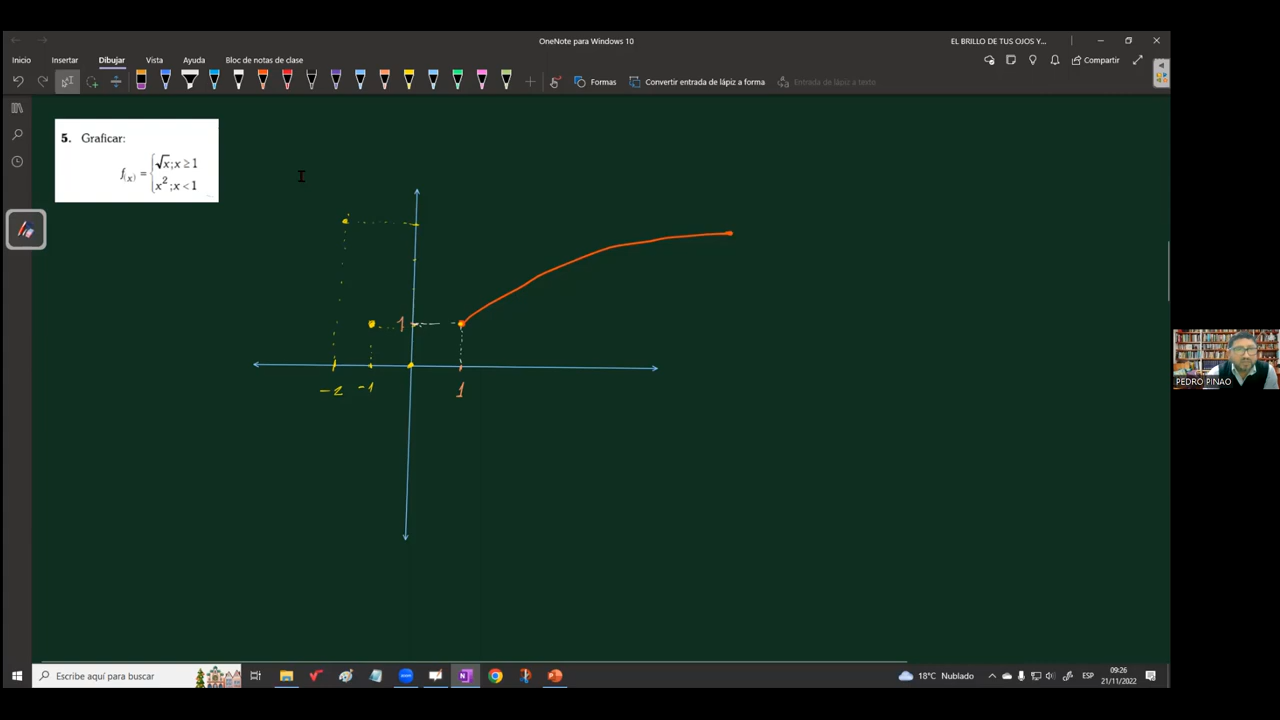 OneNote para Windows 10
EL BRILLO DE TUS OJOS Y...
Inicio Insertar Dibujar Vista Ayuda Bloc de notas de clase
Compartir
Formas Convertir entrada de lápiz a forma Entrada de lápiz a texto
5. Graficar:
f(x) = { √x; x ≥ 1
x²; x < 1
1
-2 -1 1
PEDRO PINAO
Escribe aquí para buscar
18°C Nublado
ESP
09:26
21/11/2022